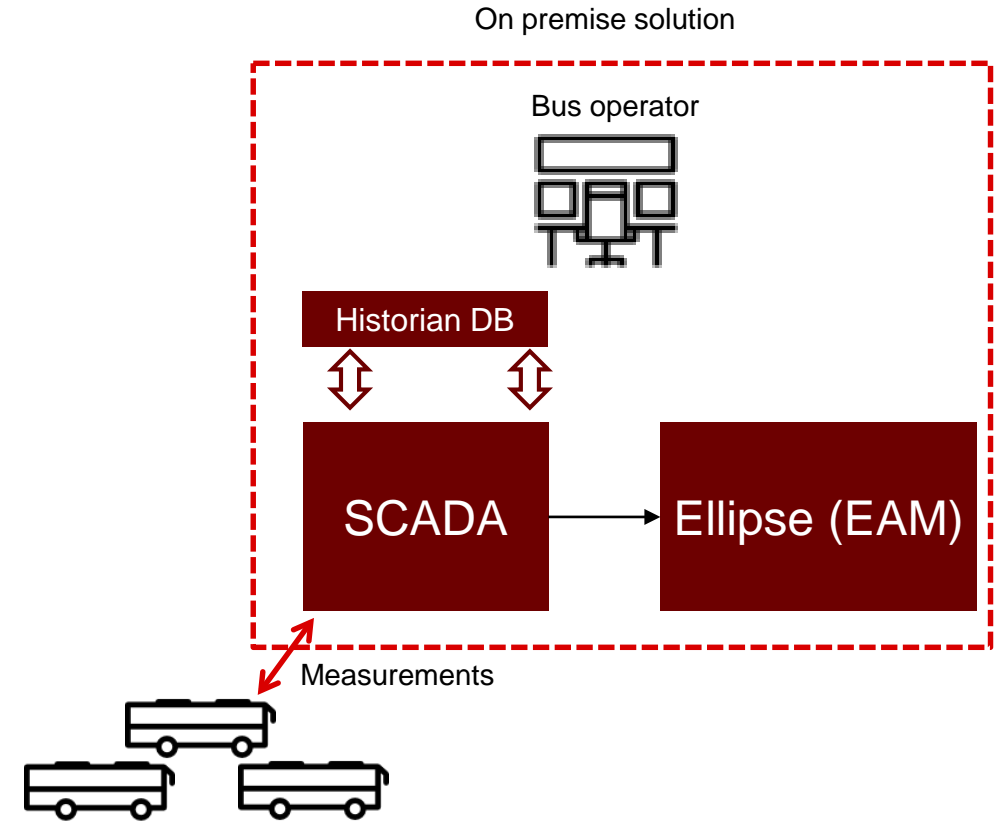 On premise solution
Bus operator
Historian DB
SCADA
Ellipse (EAM)
Measurements